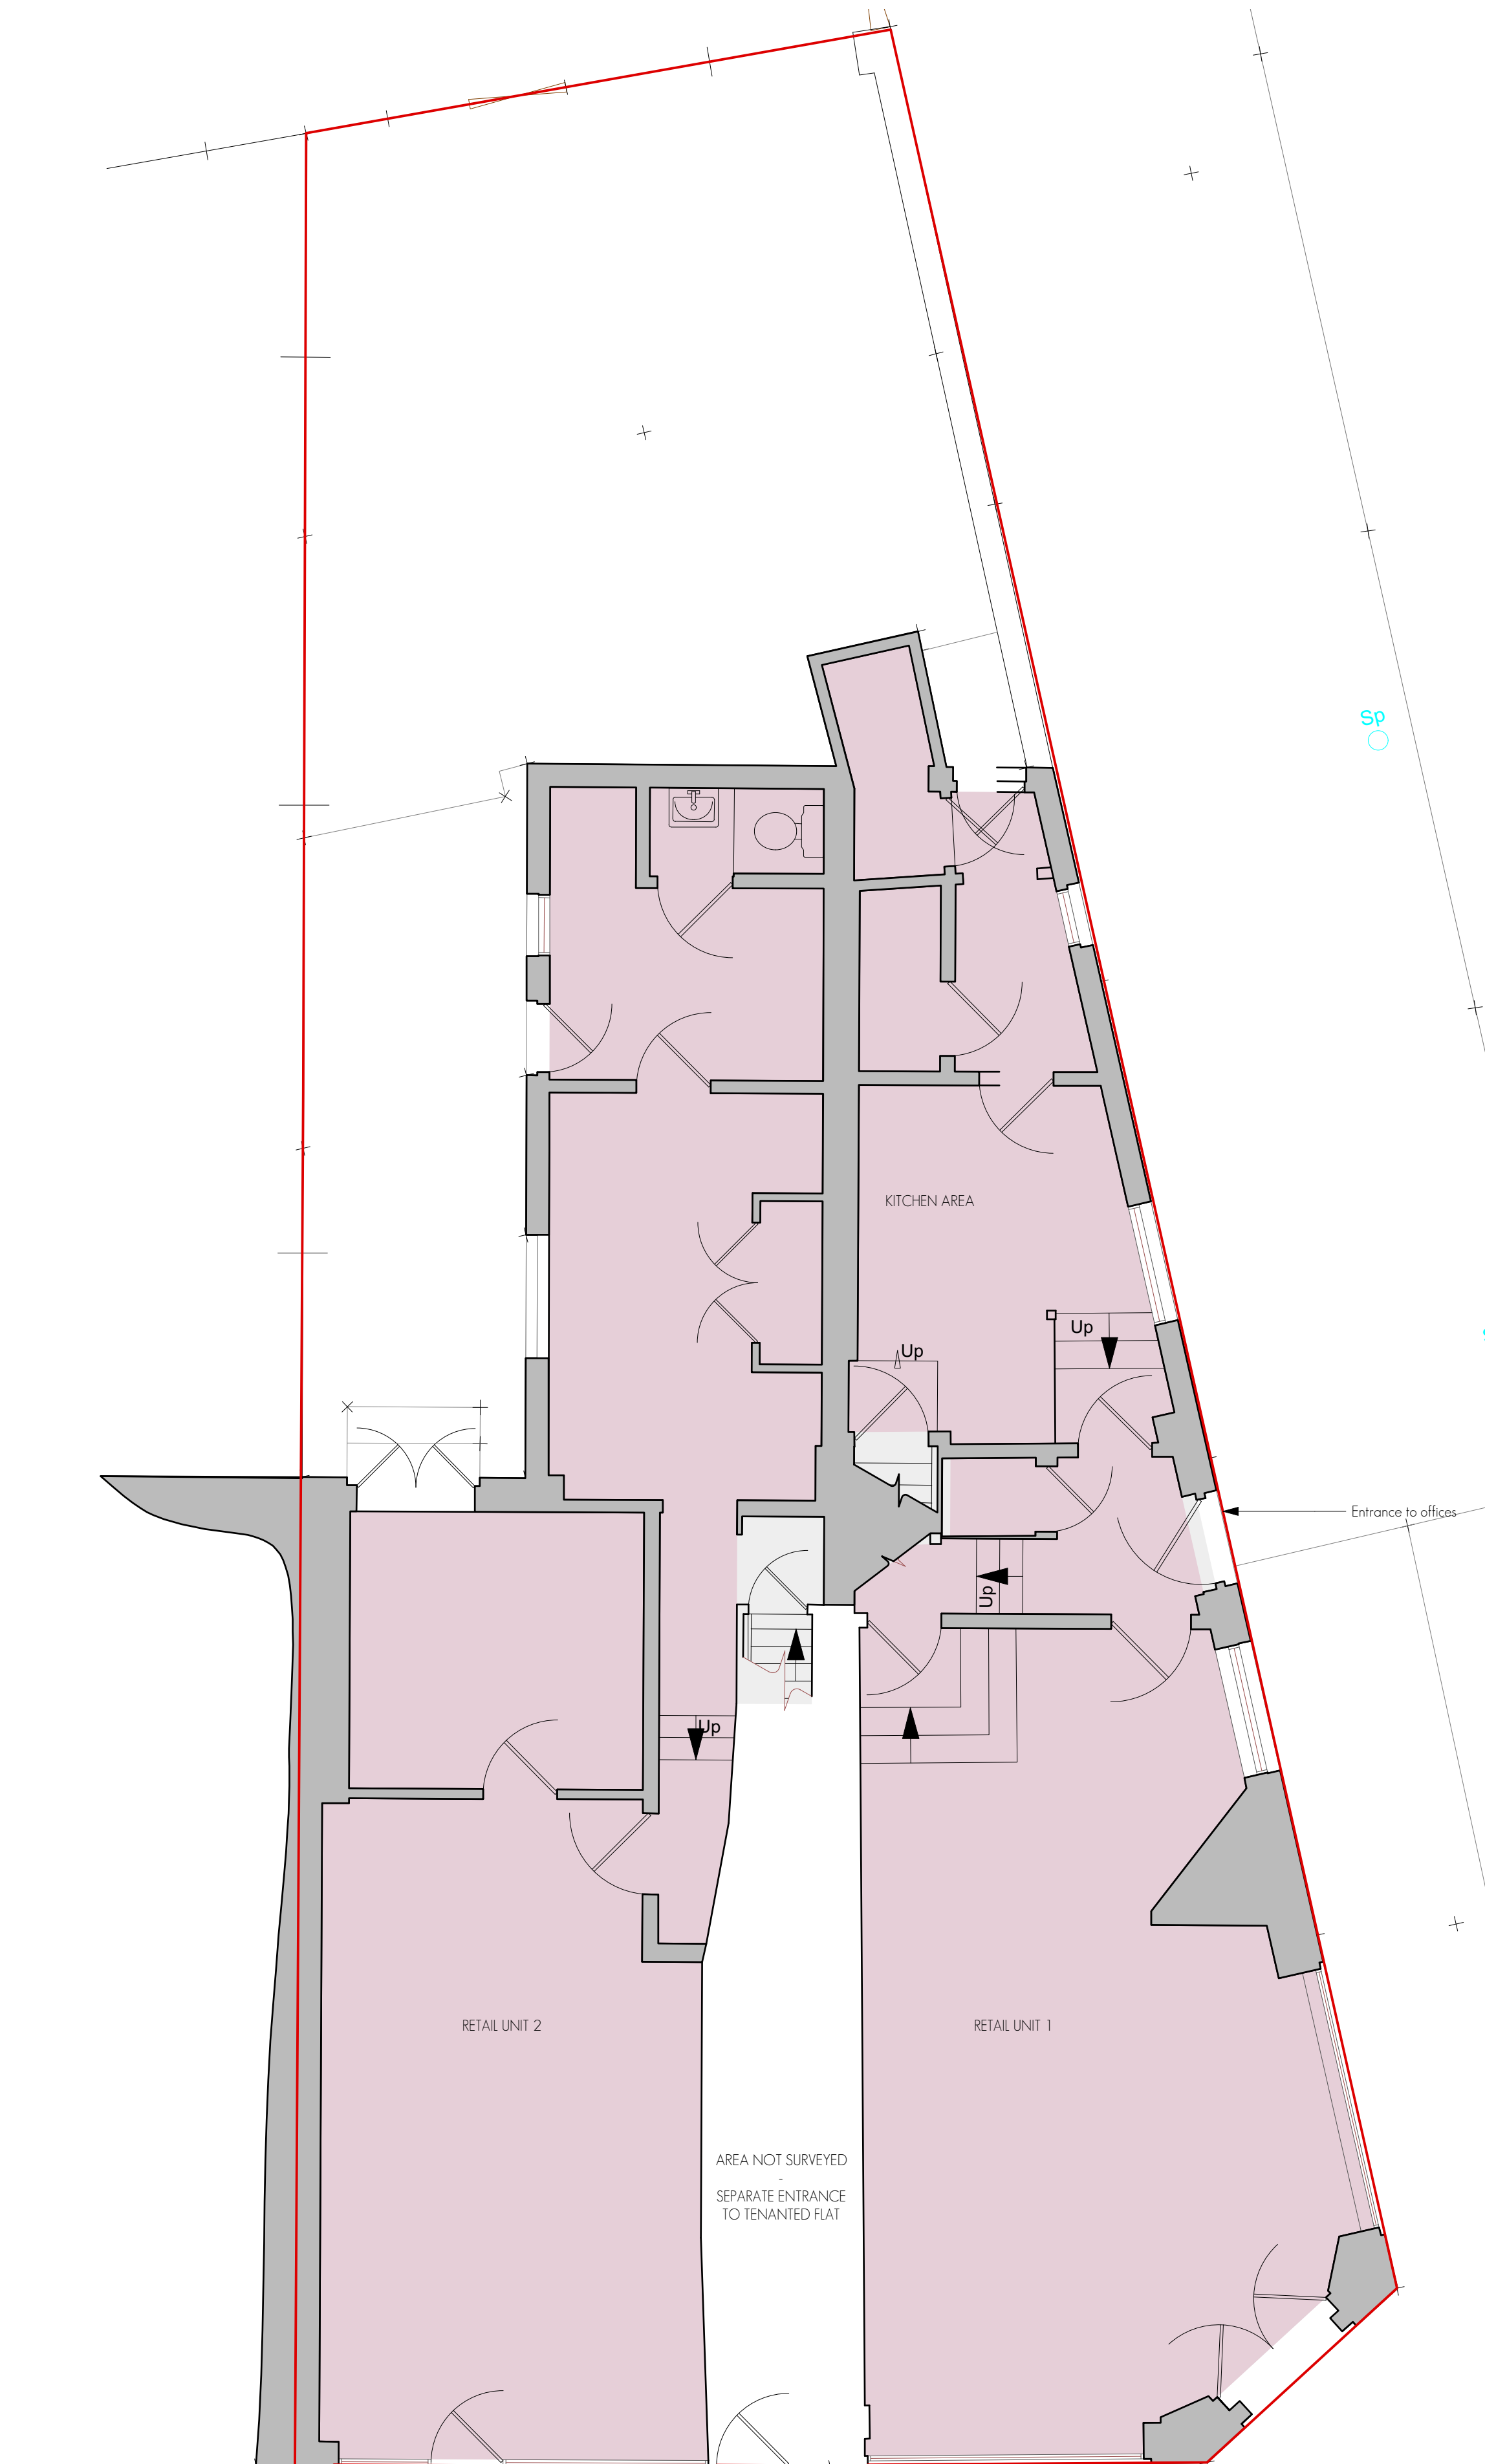 Sp
KITCHEN AREA
Up
Up
Entrance to offices
Up
Up
RETAIL UNIT 2
RETAIL UNIT 1
AREA NOT SURVEYED
-
SEPARATE ENTRANCE
TO TENANTED FLAT